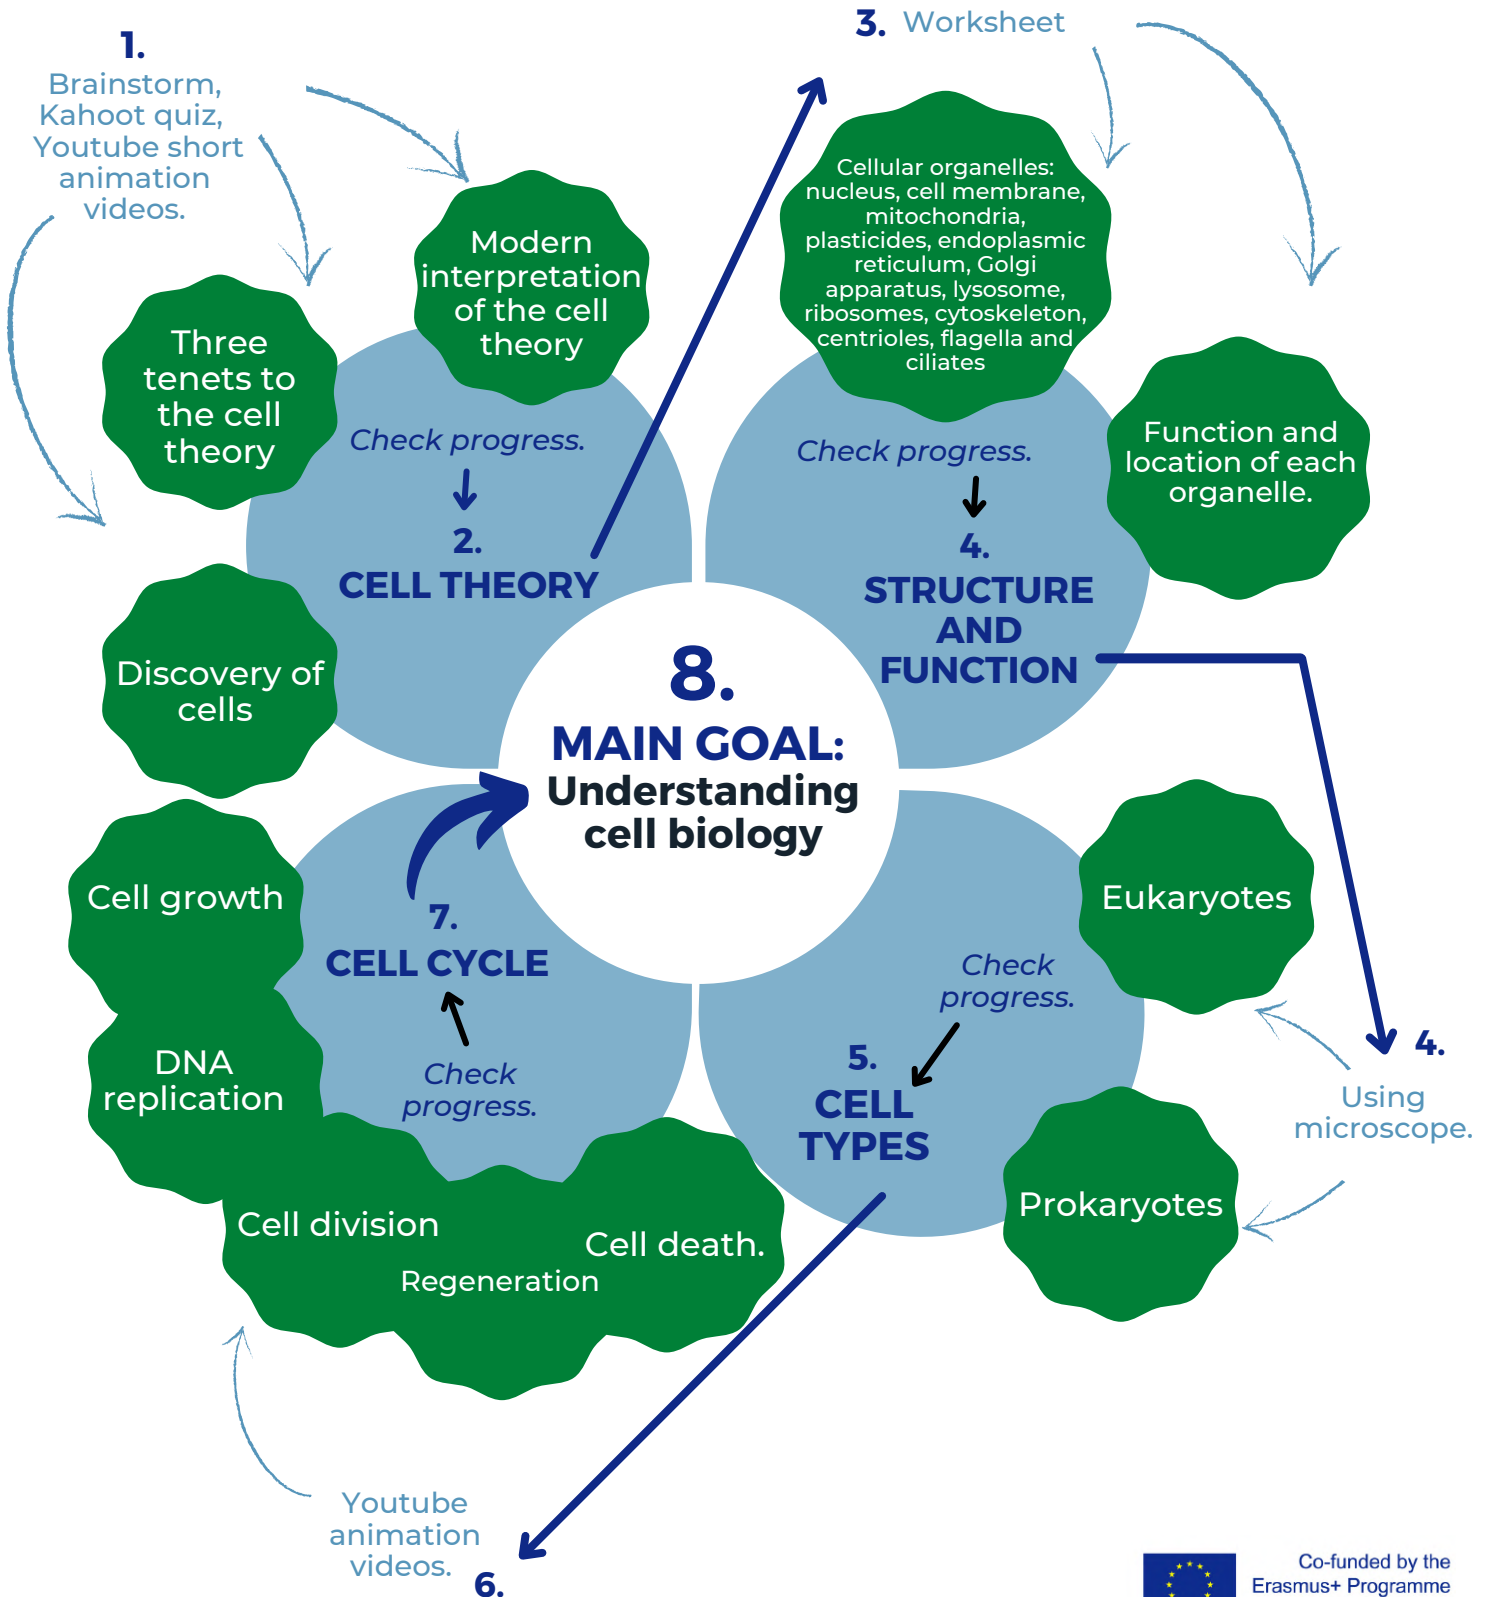 1.
Brainstorm,
Kahoot quiz,
Youtube short
animation
videos.
Three
tenets to
the cell
theory
Modern
interpretation
of the cell
theory
Discovery of
cells
Check progress.
2.
CELL THEORY
3. Worksheet
Cellular organelles:
nucleus, cell membrane,
mitochondria,
plasticides, endoplasmic
reticulum, Golgi
apparatus, lysosome,
ribosomes, cytoskeleton,
centrioles, flagella and
ciliates
Function and
location of each
organelle.
Check progress.
4.
STRUCTURE
AND
FUNCTION
8.
MAIN GOAL:
Understanding
cell biology
4.
Using
microscope.
Eukaryotes
Prokaryotes
Check
progress.
5.
CELL
TYPES
Youtube
animation
videos.
6.
Cell growth
DNA
replication
Cell division
Regeneration
Cell death.
7.
CELL CYCLE
Check
progress.
Co-funded by the
Erasmus+ Programme